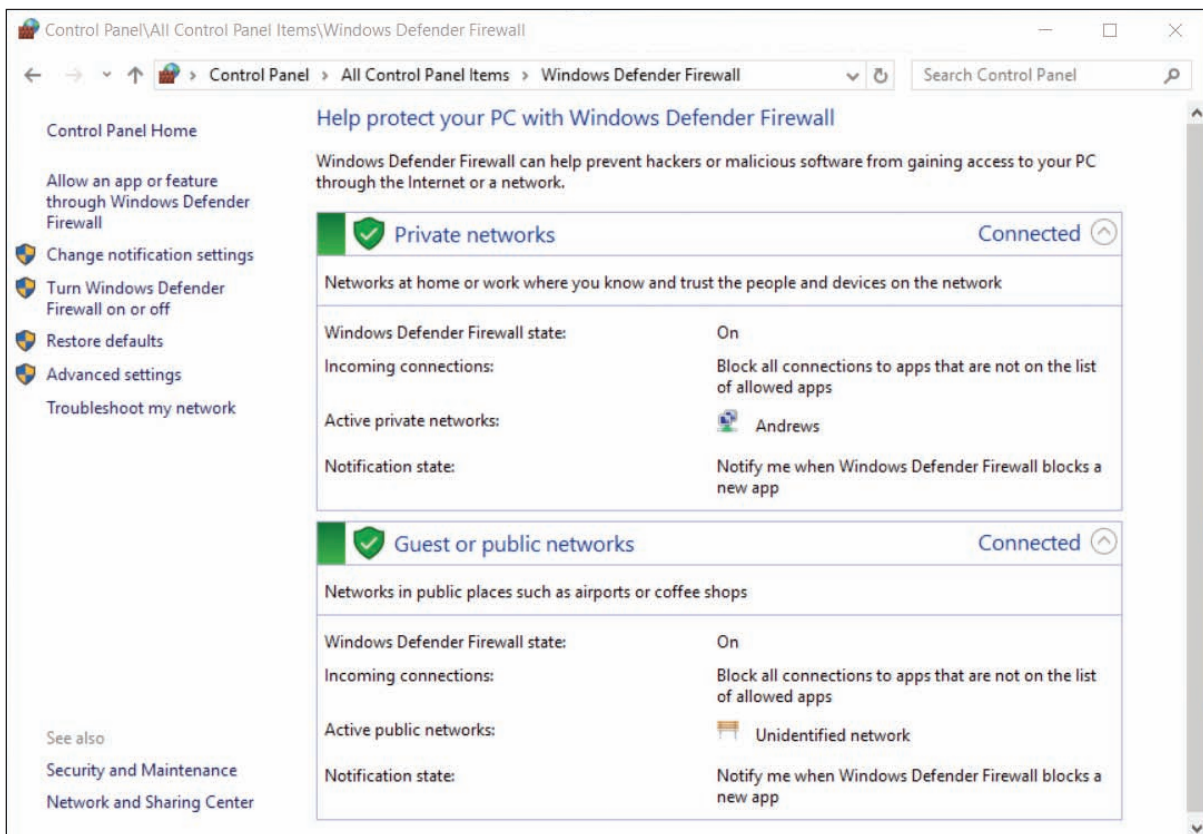 Control Panel\All Control Panel Items\Windows Defender Firewall
Control Panel › All Control Panel Items › Windows Defender Firewall
Search Control Panel
Control Panel Home
Allow an app or feature
through Windows Defender
Firewall
Change notification settings
Turn Windows Defender
Firewall on or off
Restore defaults
Advanced settings
Troubleshoot my network
See also
Security and Maintenance
Network and Sharing Center
Help protect your PC with Windows Defender Firewall
Windows Defender Firewall can help prevent hackers or malicious software from gaining access to your PC
through the Internet or a network.
Private networks Connected
Networks at home or work where you know and trust the people and devices on the network
Windows Defender Firewall state: On
Incoming connections: Block all connections to apps that are not on the list
of allowed apps
Active private networks: Andrews
Notification state: Notify me when Windows Defender Firewall blocks a
new app
Guest or public networks Connected
Networks in public places such as airports or coffee shops
Windows Defender Firewall state: On
Incoming connections: Block all connections to apps that are not on the list
of allowed apps
Active public networks: Unidentified network
Notification state: Notify me when Windows Defender Firewall blocks a
new app